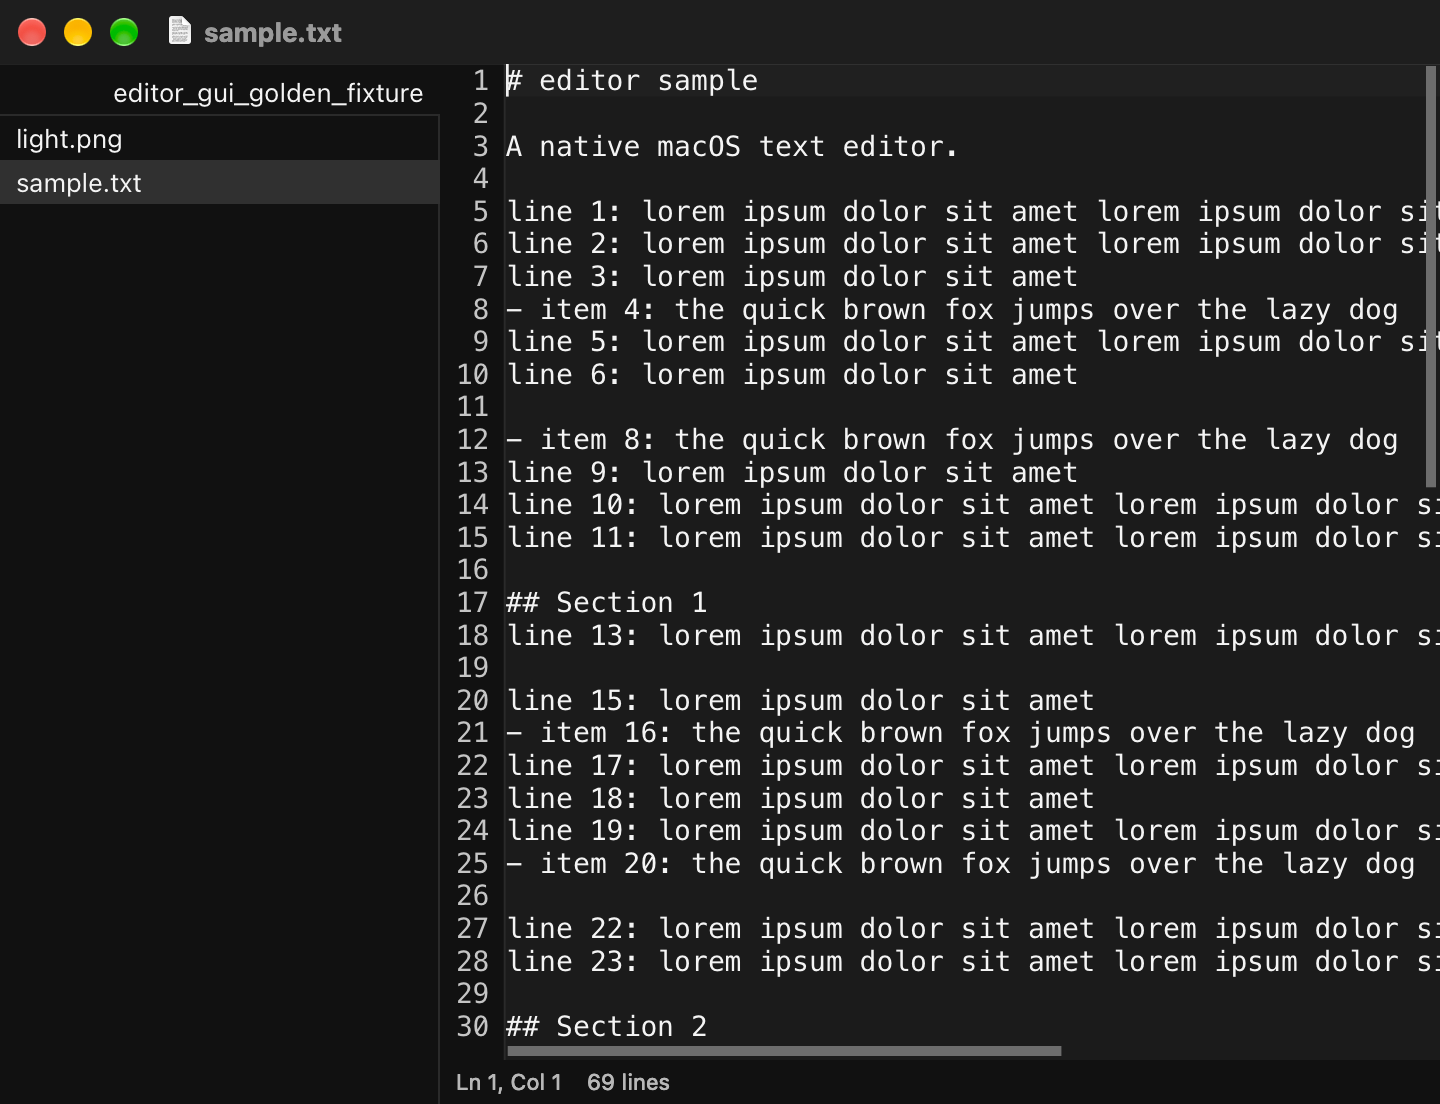 sample.txt
editor_gui_golden_fixture
light.png
sample.txt
1 # editor sample
2
3 A native macOS text editor.
4
5 line 1: lorem ipsum dolor sit amet lorem ipsum dolor sit
6 line 2: lorem ipsum dolor sit amet lorem ipsum dolor sit
7 line 3: lorem ipsum dolor sit amet
8 - item 4: the quick brown fox jumps over the lazy dog
9 line 5: lorem ipsum dolor sit amet lorem ipsum dolor sit
10 line 6: lorem ipsum dolor sit amet
11
12 - item 8: the quick brown fox jumps over the lazy dog
13 line 9: lorem ipsum dolor sit amet
14 line 10: lorem ipsum dolor sit amet lorem ipsum dolor si
15 line 11: lorem ipsum dolor sit amet lorem ipsum dolor si
16
17 ## Section 1
18 line 13: lorem ipsum dolor sit amet lorem ipsum dolor si
19
20 line 15: lorem ipsum dolor sit amet
21 - item 16: the quick brown fox jumps over the lazy dog
22 line 17: lorem ipsum dolor sit amet lorem ipsum dolor si
23 line 18: lorem ipsum dolor sit amet
24 line 19: lorem ipsum dolor sit amet lorem ipsum dolor si
25 - item 20: the quick brown fox jumps over the lazy dog
26
27 line 22: lorem ipsum dolor sit amet lorem ipsum dolor si
28 line 23: lorem ipsum dolor sit amet lorem ipsum dolor si
29
30 ## Section 2
Ln 1, Col 1 69 lines